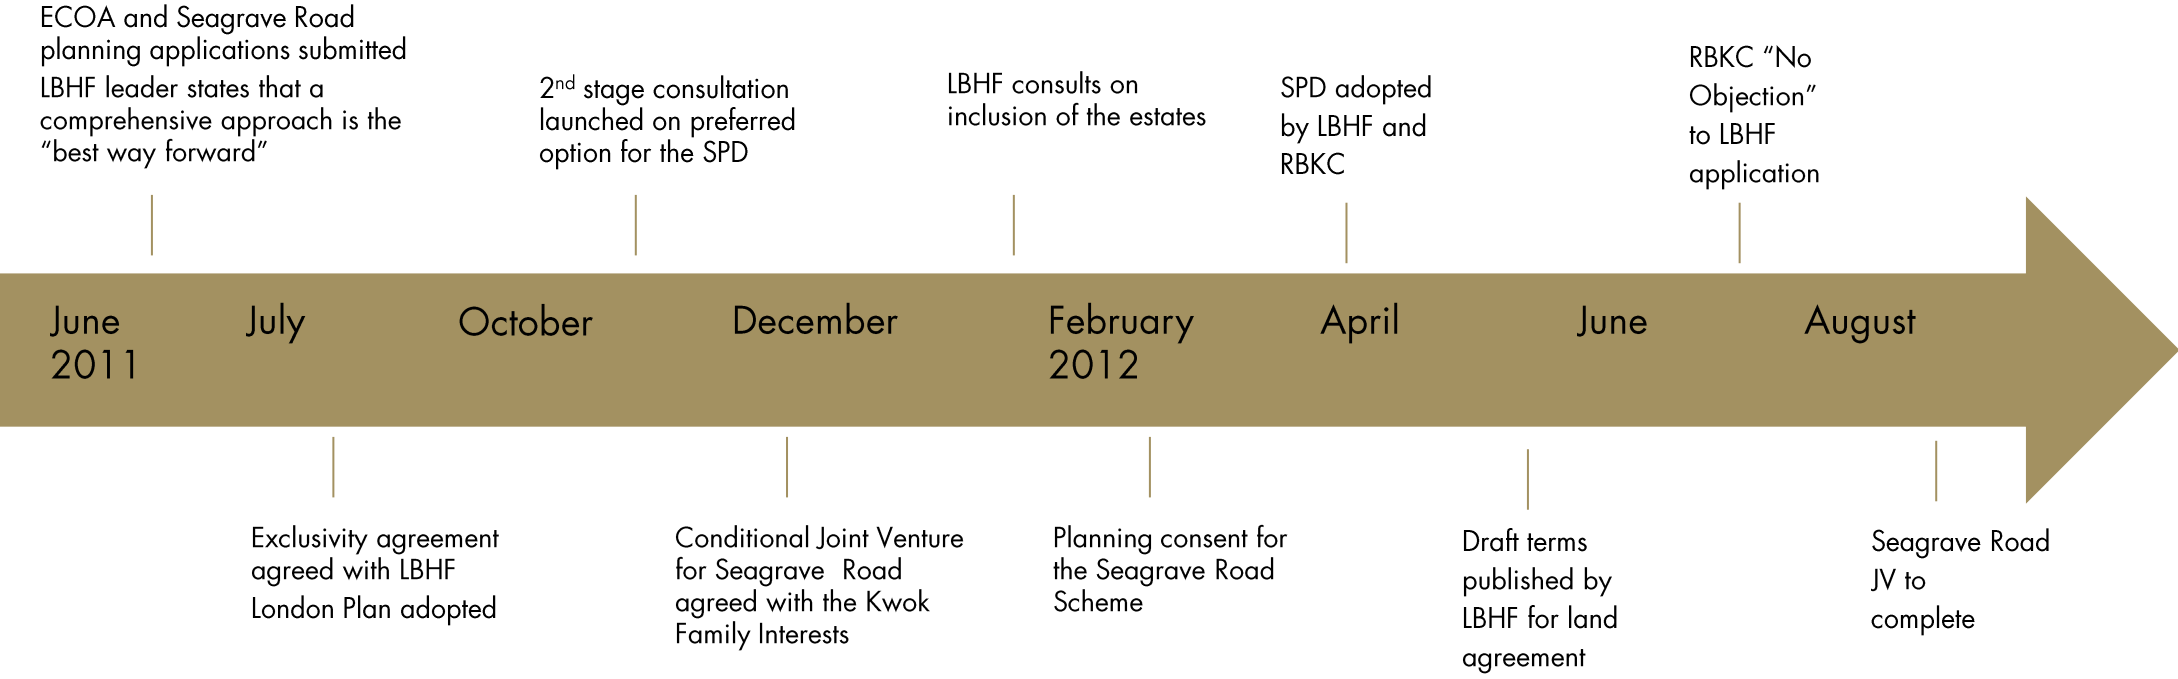 ECOA and Seagrave Road
planning applications submitted
LBHF leader states that a
comprehensive approach is the
“best way forward”
2nd stage consultation
launched on preferred
option for the SPD
LBHF consults on
inclusion of the estates
SPD adopted
by LBHF and
RBKC
RBKC “No
Objection”
to LBHF
application
June
2011
July
October
December
February
2012
April
June
August
Exclusivity agreement
agreed with LBHF
London Plan adopted
Conditional Joint Venture
for Seagrave Road
agreed with the Kwok
Family Interests
Planning consent for
the Seagrave Road
Scheme
Draft terms
published by
LBHF for land
agreement
Seagrave Road
JV to
complete